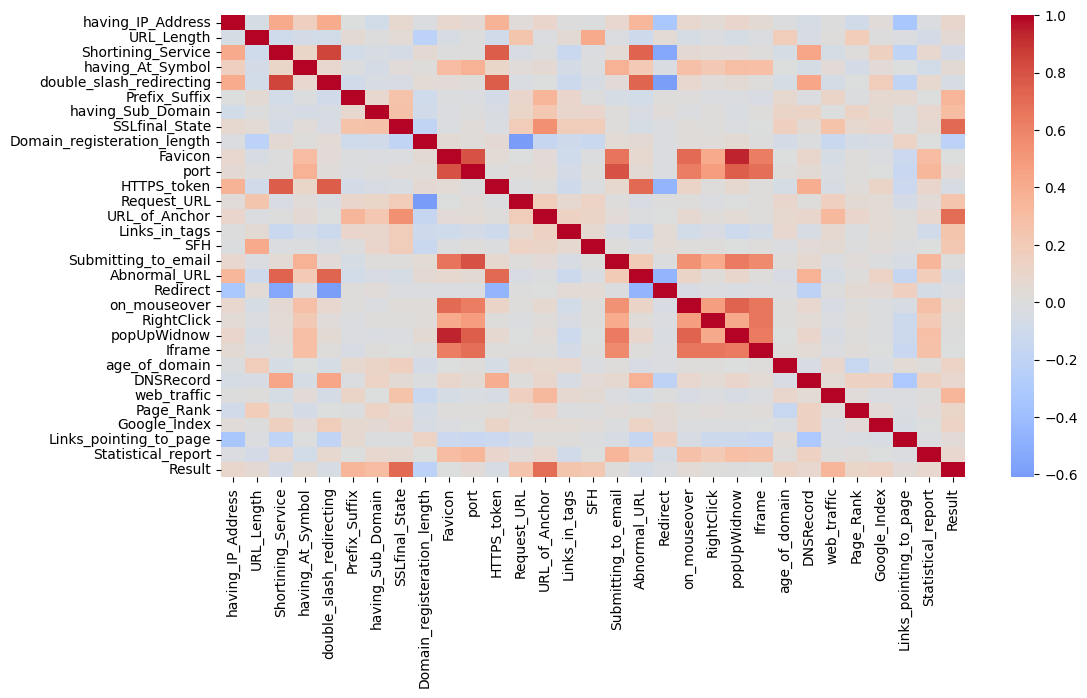 having_IP_Address
URL_Length
Shortining_Service
having_At_Symbol
double_slash_redirecting
Prefix_Suffix
having_Sub_Domain
SSLfinal_State
Domain_registeration_length
Favicon
port
HTTPS_token
Request_URL
URL_of_Anchor
Links_in_tags
SFH
Submitting_to_email
Abnormal_URL
Redirect
on_mouseover
RightClick
popUpWidnow
Iframe
age_of_domain
DNSRecord
web_traffic
Page_Rank
Google_Index
Links_pointing_to_page
Statistical_report
Result
having_IP_Address
URL_Length
Shortining_Service
having_At_Symbol
double_slash_redirecting
Prefix_Suffix
having_Sub_Domain
SSLfinal_State
Domain_registeration_length
Favicon
port
HTTPS_token
Request_URL
URL_of_Anchor
Links_in_tags
SFH
Submitting_to_email
Abnormal_URL
Redirect
on_mouseover
RightClick
popUpWidnow
Iframe
age_of_domain
DNSRecord
web_traffic
Page_Rank
Google_Index
Links_pointing_to_page
Statistical_report
Result
1.0
0.8
0.6
0.4
0.2
0.0
−0.2
−0.4
−0.6